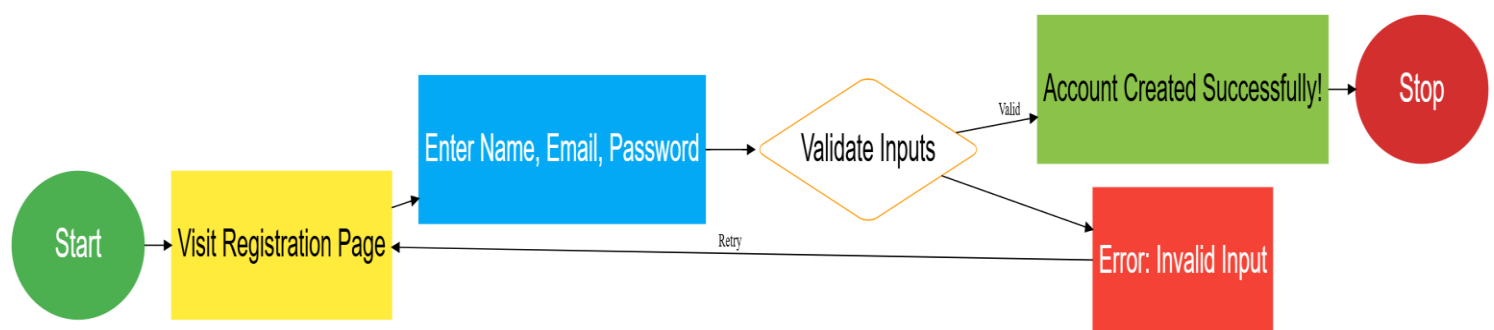 Start
Visit Registration Page
Enter Name, Email, Password
Validate Inputs
Valid
Account Created Successfully!
Stop
Retry
Error: Invalid Input